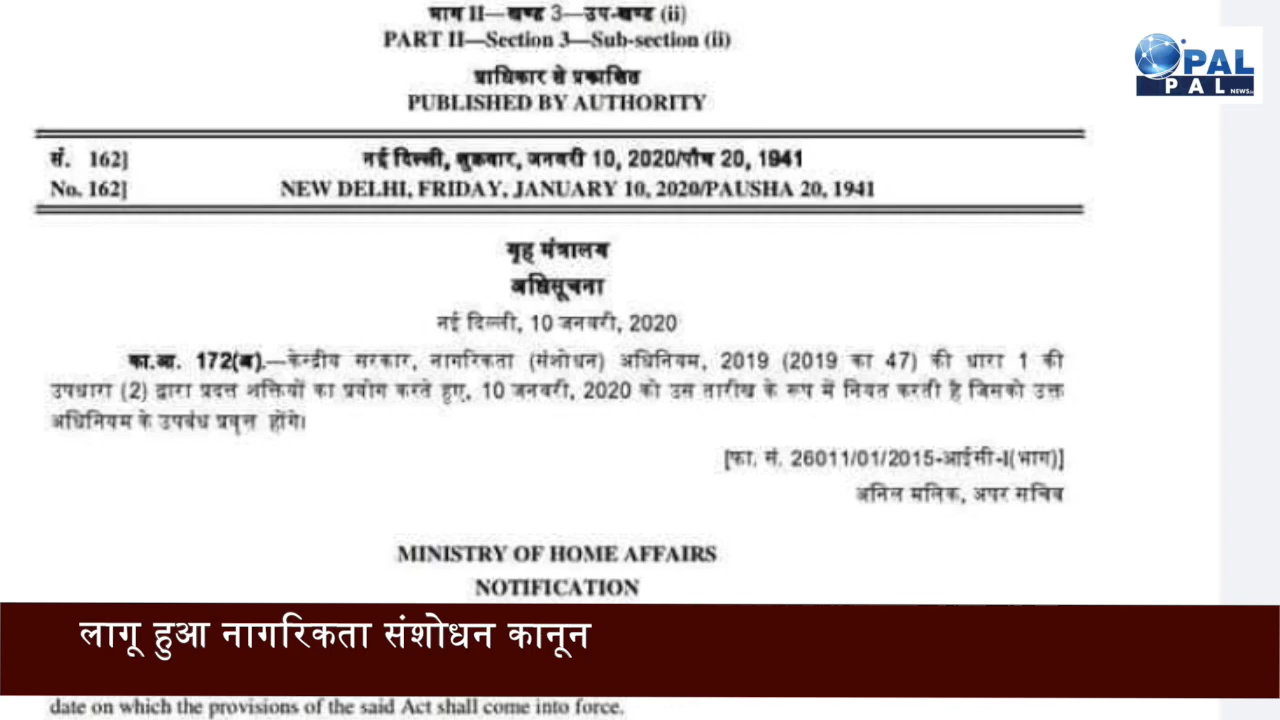 भाग II—खण्ड 3—उप-खण्ड (ii)
PART II—Section 3—Sub-section (ii)
प्राधिकार से प्रकाशित
PUBLISHED BY AUTHORITY
सं. 162]
नई दिल्ली, शुक्रवार, जनवरी 10, 2020/पौष 20, 1941
No. 162]
NEW DELHI, FRIDAY, JANUARY 10, 2020/PAUSHA 20, 1941
गृह मंत्रालय
अधिसूचना
नई दिल्ली, 10 जनवरी, 2020
का.आ. 172(अ).—केन्द्रीय सरकार, नागरिकता (संशोधन) अधिनियम, 2019 (2019 का 47) की धारा 1 की
उपधारा (2) द्वारा प्रदत्त शक्तियों का प्रयोग करते हुए, 10 जनवरी, 2020 को उस तारीख के रूप में नियत करती है जिसको उक्त
अधिनियम के उपबंध प्रवृत्त होंगे।
[फा. सं. 26011/01/2015-आईसी-I(भाग)]
अनिल मलिक, अपर सचिव
MINISTRY OF HOME AFFAIRS
NOTIFICATION
लागू हुआ नागरिकता संशोधन कानून
date on which the provisions of the said Act shall come into force.
PAL
PAL NEWS